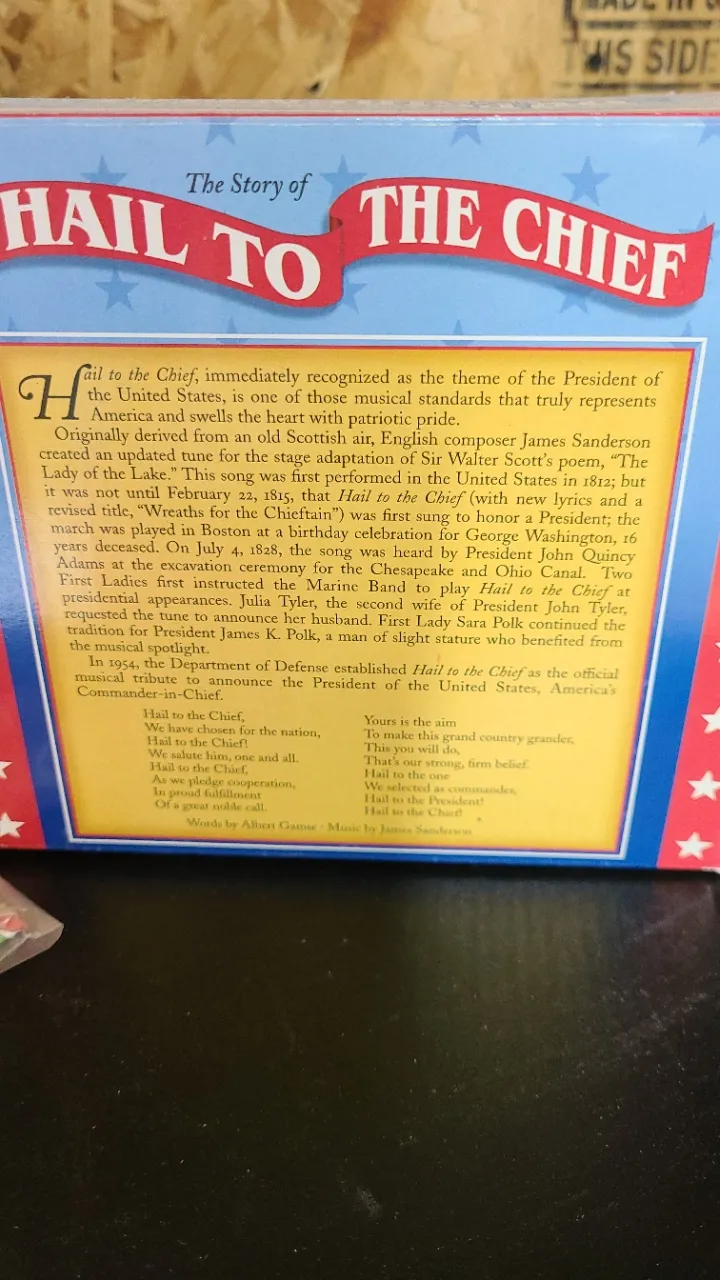 MADE IN
THIS SIDE
The Story of
HAIL TO THE CHIEF
Hail to the Chief, immediately recognized as the theme of the President of
the United States, is one of those musical standards that truly represents
America and swells the heart with patriotic pride.
Originally derived from an old Scottish air, English composer James Sanderson
created an updated tune for the stage adaptation of Sir Walter Scott's poem, “The
Lady of the Lake.” This song was first performed in the United States in 1812; but
it was not until February 22, 1815, that Hail to the Chief (with new lyrics and a
revised title, “Wreaths for the Chieftain”) was first sung to honor a President; the
march was played in Boston at a birthday celebration for George Washington, 16
years deceased. On July 4, 1828, the song was heard by President John Quincy
Adams at the excavation ceremony for the Chesapeake and Ohio Canal. Two
First Ladies first instructed the Marine Band to play Hail to the Chief at
presidential appearances. Julia Tyler, the second wife of President John Tyler,
requested the tune to announce her husband. First Lady Sara Polk continued the
tradition for President James K. Polk, a man of slight stature who benefited from
the musical spotlight.
In 1954, the Department of Defense established Hail to the Chief as the official
musical tribute to announce the President of the United States, America's
Commander-in-Chief.
Hail to the Chief,
We have chosen for the nation,
Hail to the Chief!
We salute him, one and all.
Hail to the Chief,
As we pledge cooperation,
In proud fulfillment
Of a great noble call.
Yours is the aim
To make this grand country grander,
This you will do,
That's our strong, firm belief.
Hail to the one
We selected as commander,
Hail to the President!
Hail to the Chief!
Words by Albert Gamse · Music by James Sanderson